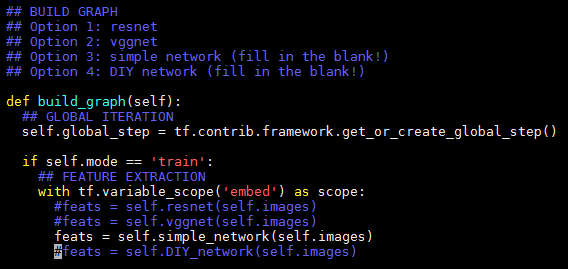 ## BUILD GRAPH
## Option 1: resnet
## Option 2: vggnet
## Option 3: simple network (fill in the blank!)
## Option 4: DIY network (fill in the blank!)

def build_graph(self):
  ## GLOBAL ITERATION
  self.global_step = tf.contrib.framework.get_or_create_global_step()

  if self.mode == 'train':
    ## FEATURE EXTRACTION
    with tf.variable_scope('embed') as scope:
      #feats = self.resnet(self.images)
      #feats = self.vggnet(self.images)
      feats = self.simple_network(self.images)
      #feats = self.DIY_network(self.images)